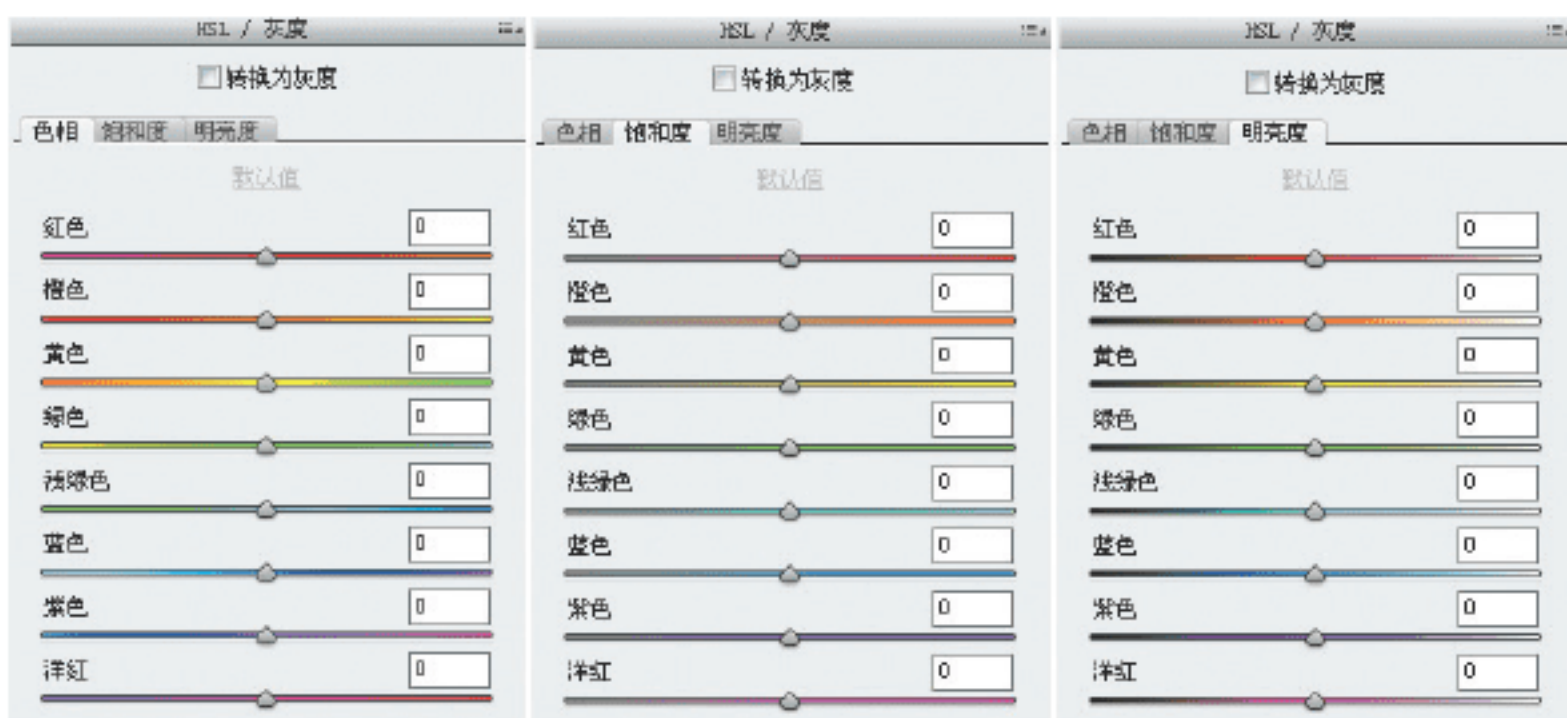 HSL / 灰度
转换为灰度
色相 饱和度 明亮度
默认值
红色 0
橙色 0
黄色 0
绿色 0
浅绿色 0
蓝色 0
紫色 0
洋红 0
HSL / 灰度
转换为灰度
色相 饱和度 明亮度
默认值
红色 0
橙色 0
黄色 0
绿色 0
浅绿色 0
蓝色 0
紫色 0
洋红 0
HSL / 灰度
转换为灰度
色相 饱和度 明亮度
默认值
红色 0
橙色 0
黄色 0
绿色 0
浅绿色 0
蓝色 0
紫色 0
洋红 0